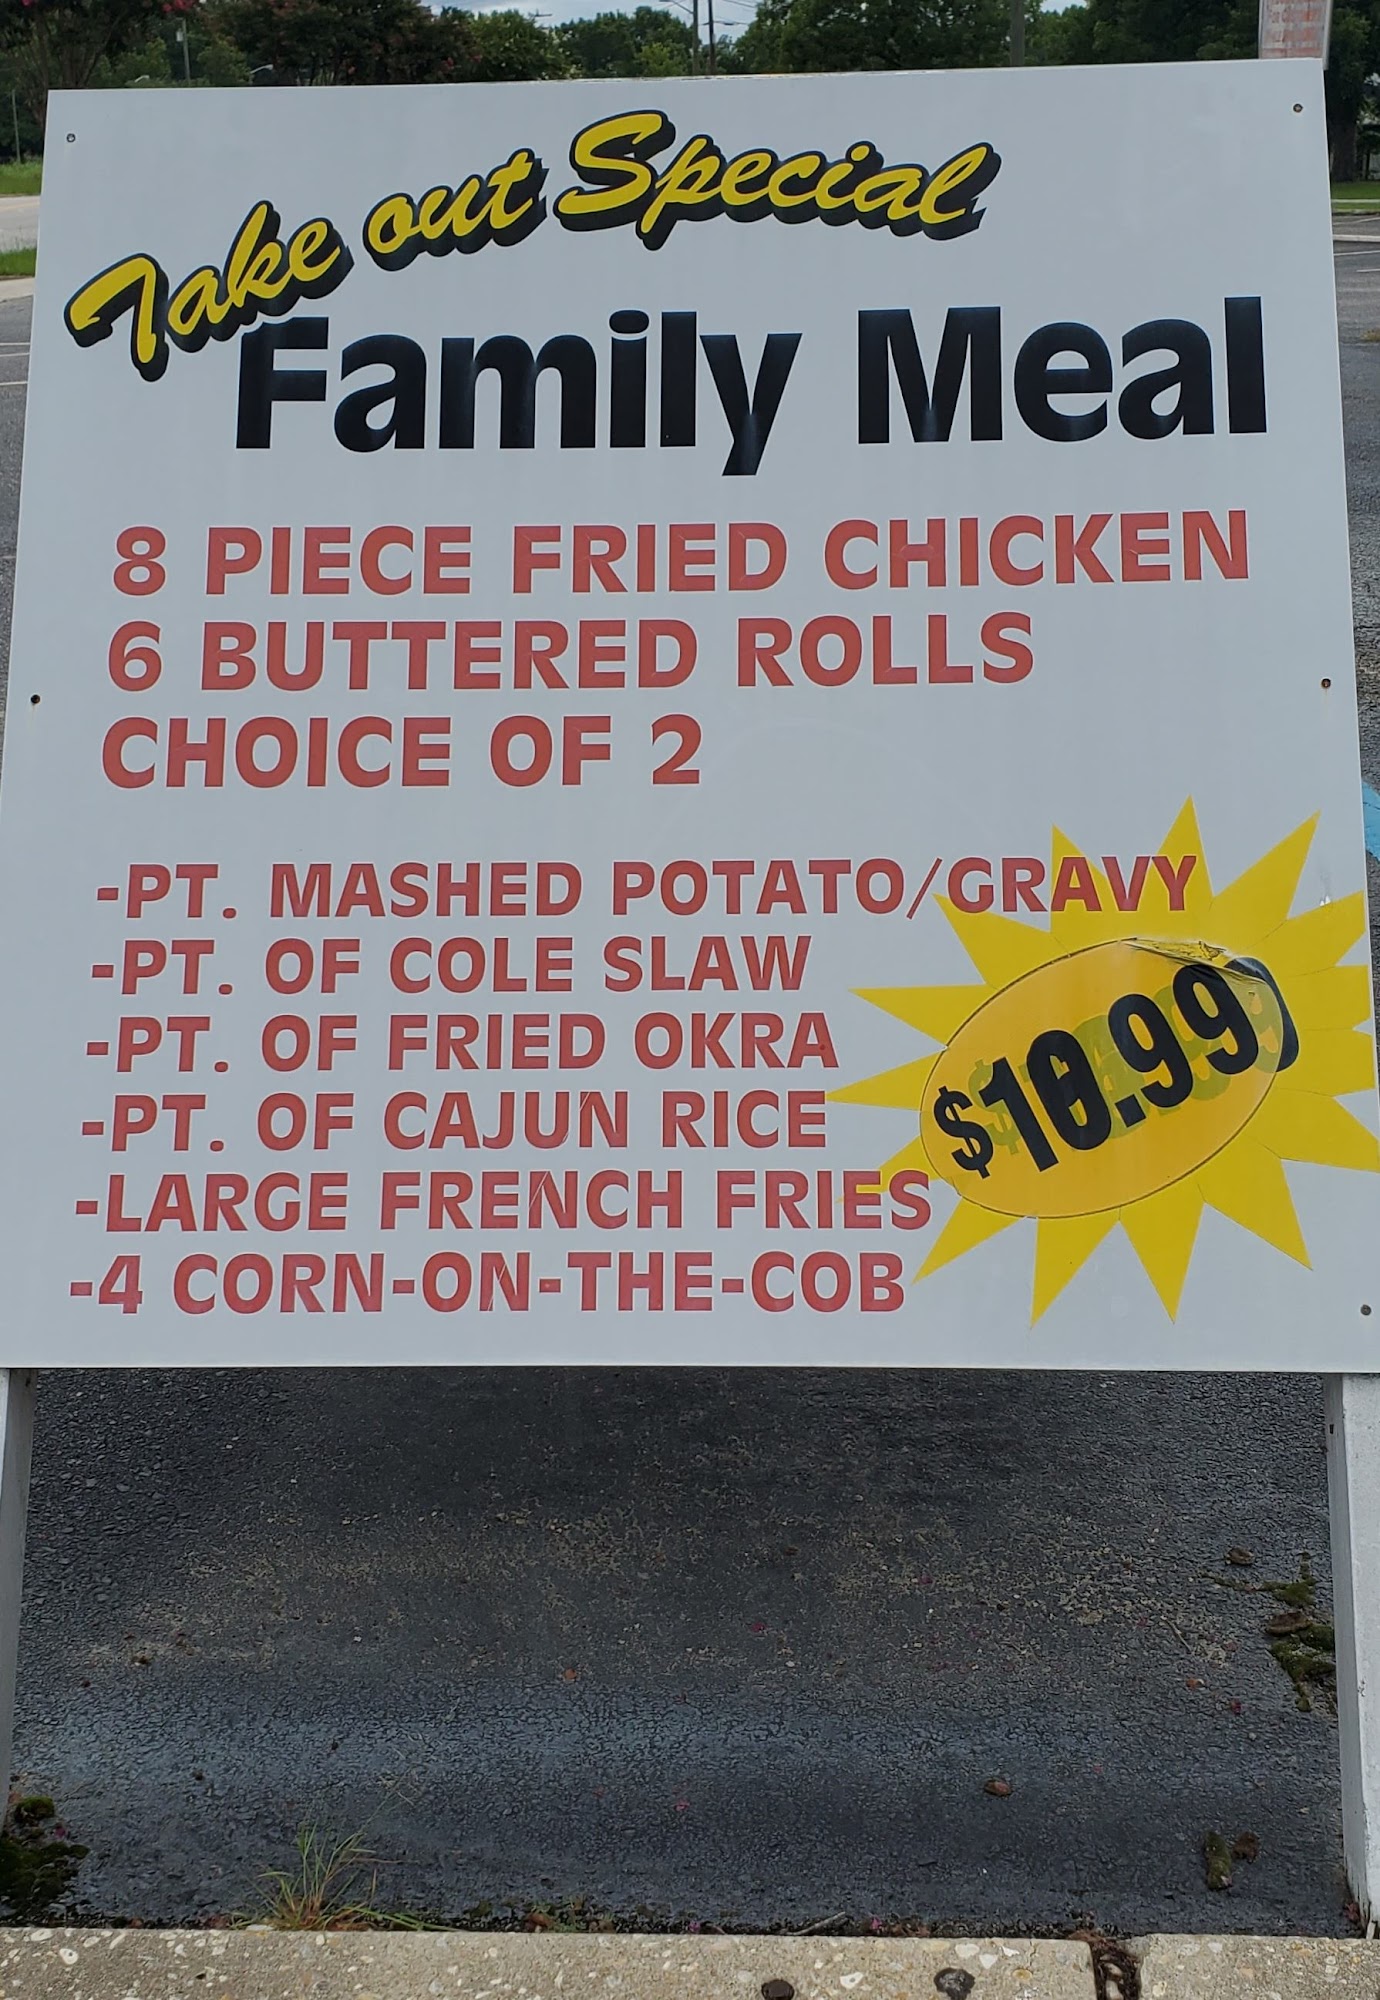 Take out Special
Family Meal
8 PIECE FRIED CHICKEN
6 BUTTERED ROLLS
CHOICE OF 2
-PT. MASHED POTATO/GRAVY
-PT. OF COLE SLAW
-PT. OF FRIED OKRA
-PT. OF CAJUN RICE
-LARGE FRENCH FRIES
-4 CORN-ON-THE-COB
$10.99